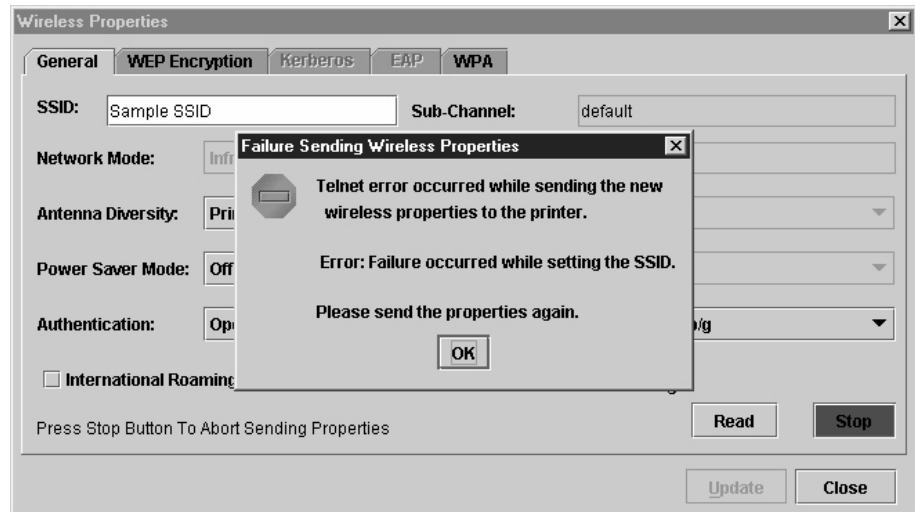 Wireless Properties
General WEP Encryption Kerberos EAP WPA
SSID: Sample SSID Sub-Channel: default
Failure Sending Wireless Properties
Network Mode:
Telnet error occurred while sending the new
wireless properties to the printer.
Antenna Diversity:
Error: Failure occurred while setting the SSID.
Power Saver Mode: Off
Please send the properties again.
Authentication:
OK
International Roaming
Press Stop Button To Abort Sending Properties
Read Stop
Update Close